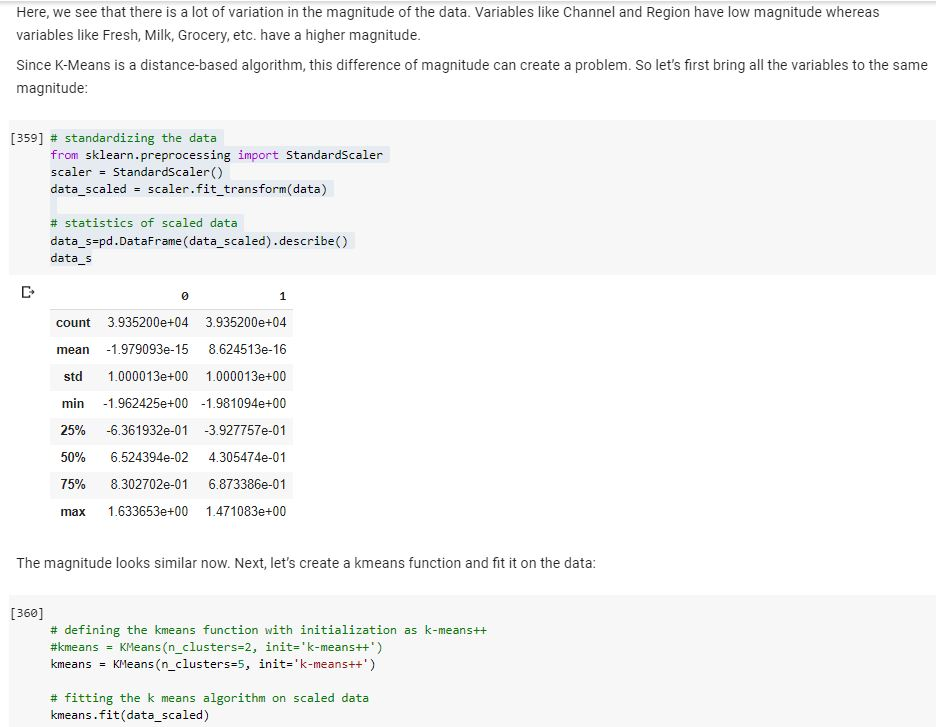 Here, we see that there is a lot of variation in the magnitude of the data. Variables like Channel and Region have low magnitude whereas
variables like Fresh, Milk, Grocery, etc. have a higher magnitude.
Since K-Means is a distance-based algorithm, this difference of magnitude can create a problem. So let's first bring all the variables to the same
magnitude:
[359] # standardizing the data
from sklearn.preprocessing import StandardScaler
scaler = StandardScaler()
data_scaled = scaler.fit_transform(data)
# statistics of scaled data
data_s=pd.DataFrame(data_scaled).describe()
data_s
0 1
count 3.935200e+04 3.935200e+04
mean -1.979093e-15 8.624513e-16
std 1.000013e+00 1.000013e+00
min -1.962425e+00 -1.981094e+00
25% -6.361932e-01 -3.927757e-01
50% 6.524394e-02 4.305474e-01
75% 8.302702e-01 6.873386e-01
max 1.633653e+00 1.471083e+00
The magnitude looks similar now. Next, let's create a kmeans function and fit it on the data:
[360]
# defining the kmeans function with initialization as k-means++
#kmeans = KMeans(n_clusters=2, init='k-means++')
kmeans = KMeans(n_clusters=5, init='k-means++')
# fitting the k means algorithm on scaled data
kmeans.fit(data_scaled)